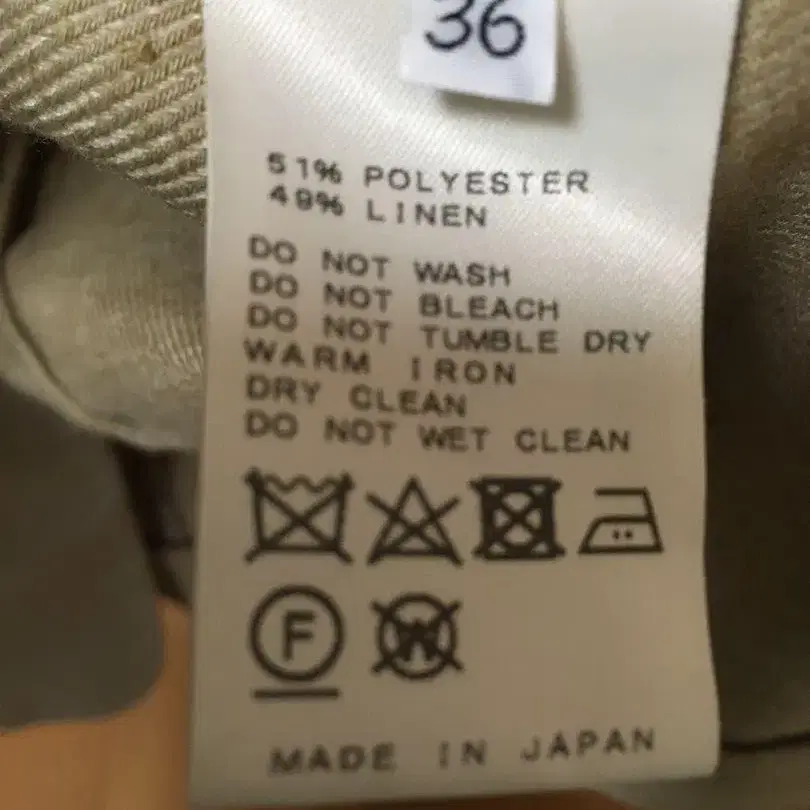 36
51% POLYESTER
49% LINEN
DO NOT WASH
DO NOT BLEACH
DO NOT TUMBLE DRY
WARM IRON
DRY CLEAN
DO NOT WET CLEAN
F W
MADE IN JAPAN